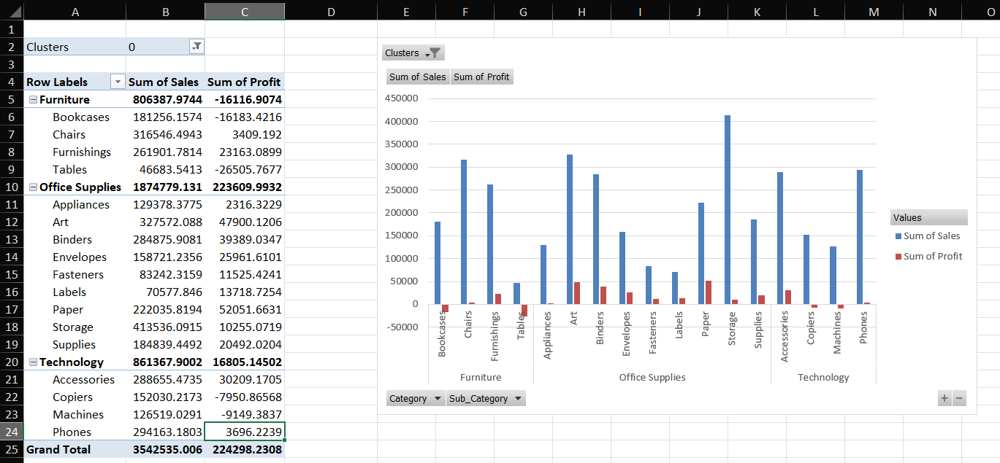 A B C D E F G H I J K L M N O
1
2 Clusters 0
3
4 Row Labels Sum of Sales Sum of Profit
5 Furniture 806387.9744 -16116.9074
6 Bookcases 181256.1574 -16183.4216
7 Chairs 316546.4943 3409.192
8 Furnishings 261901.7814 23163.0899
9 Tables 46683.5413 -26505.7677
10 Office Supplies 1874779.131 223609.9932
11 Appliances 129378.3775 2316.3229
12 Art 327572.088 47900.1206
13 Binders 284875.9081 39389.0347
14 Envelopes 158721.2356 25961.6101
15 Fasteners 83242.3159 11525.4241
16 Labels 70577.846 13718.7254
17 Paper 222035.8194 52051.6631
18 Storage 413536.0915 10255.0719
19 Supplies 184839.4492 20492.0204
20 Technology 861367.9002 16805.14502
21 Accessories 288655.4735 30209.1705
22 Copiers 152030.2173 -7950.86568
23 Machines 126519.0291 -9149.3837
24 Phones 294163.1803 3696.2239
25 Grand Total 3542535.006 224298.2308
Clusters
Sum of Sales Sum of Profit
450000
400000
350000
300000
250000
200000
150000
100000
50000
0
-50000
Bookcases
Chairs
Furnishings
Tables
Appliances
Art
Binders
Envelopes
Fasteners
Labels
Paper
Storage
Supplies
Accessories
Copiers
Machines
Phones
Furniture Office Supplies Technology
Values
Sum of Sales
Sum of Profit
Category Sub_Category + −